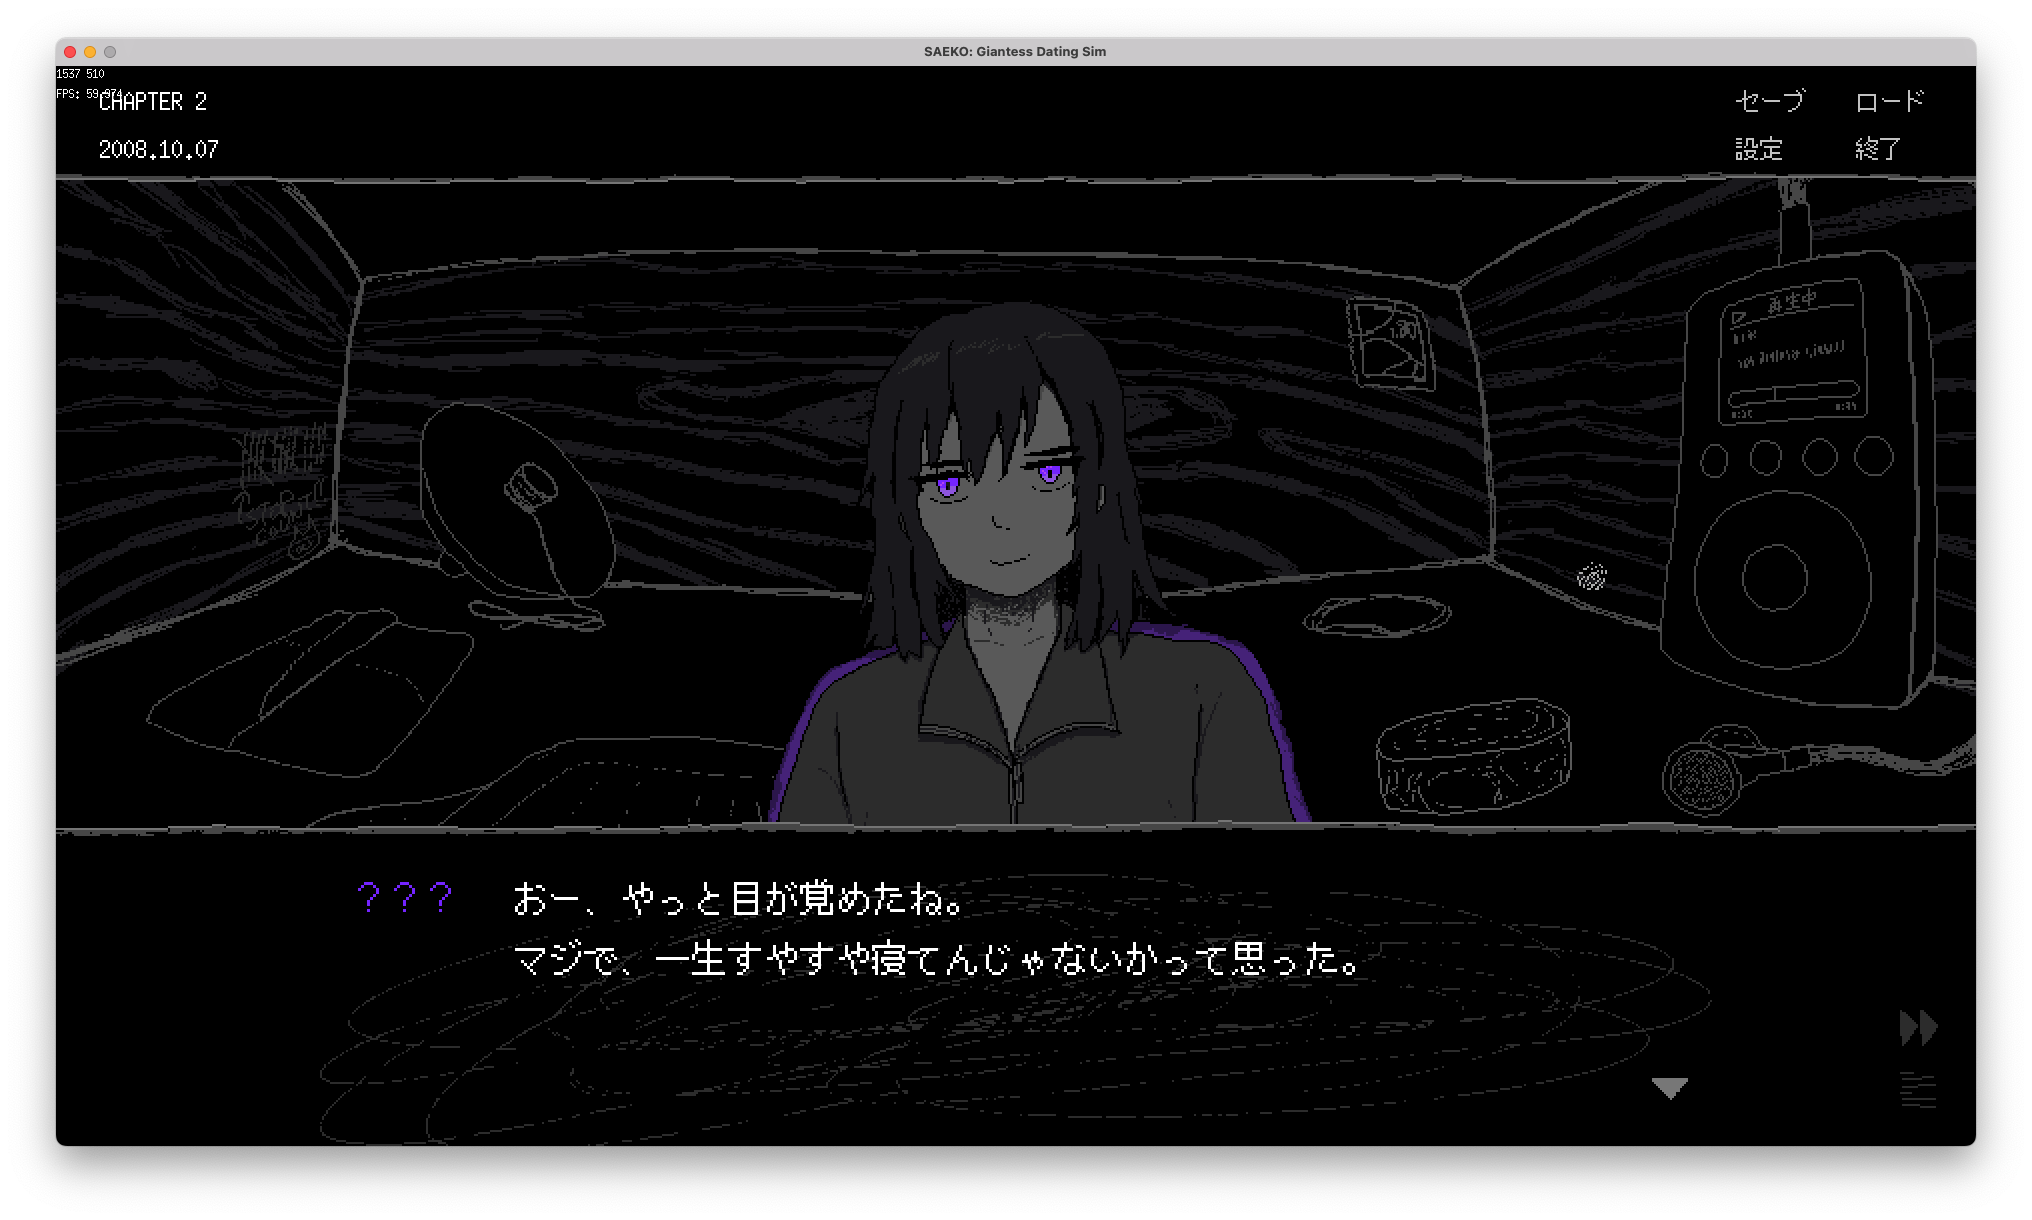 SAEKO: Giantess Dating Sim
1537 510
FPS: 59.974
CHAPTER 2
2008.10.07
セーブ ロード
設定 終了
再生中
？？？ おー、やっと目が覚めたね。
マジで、一生すやすや寝てんじゃないかって思った。